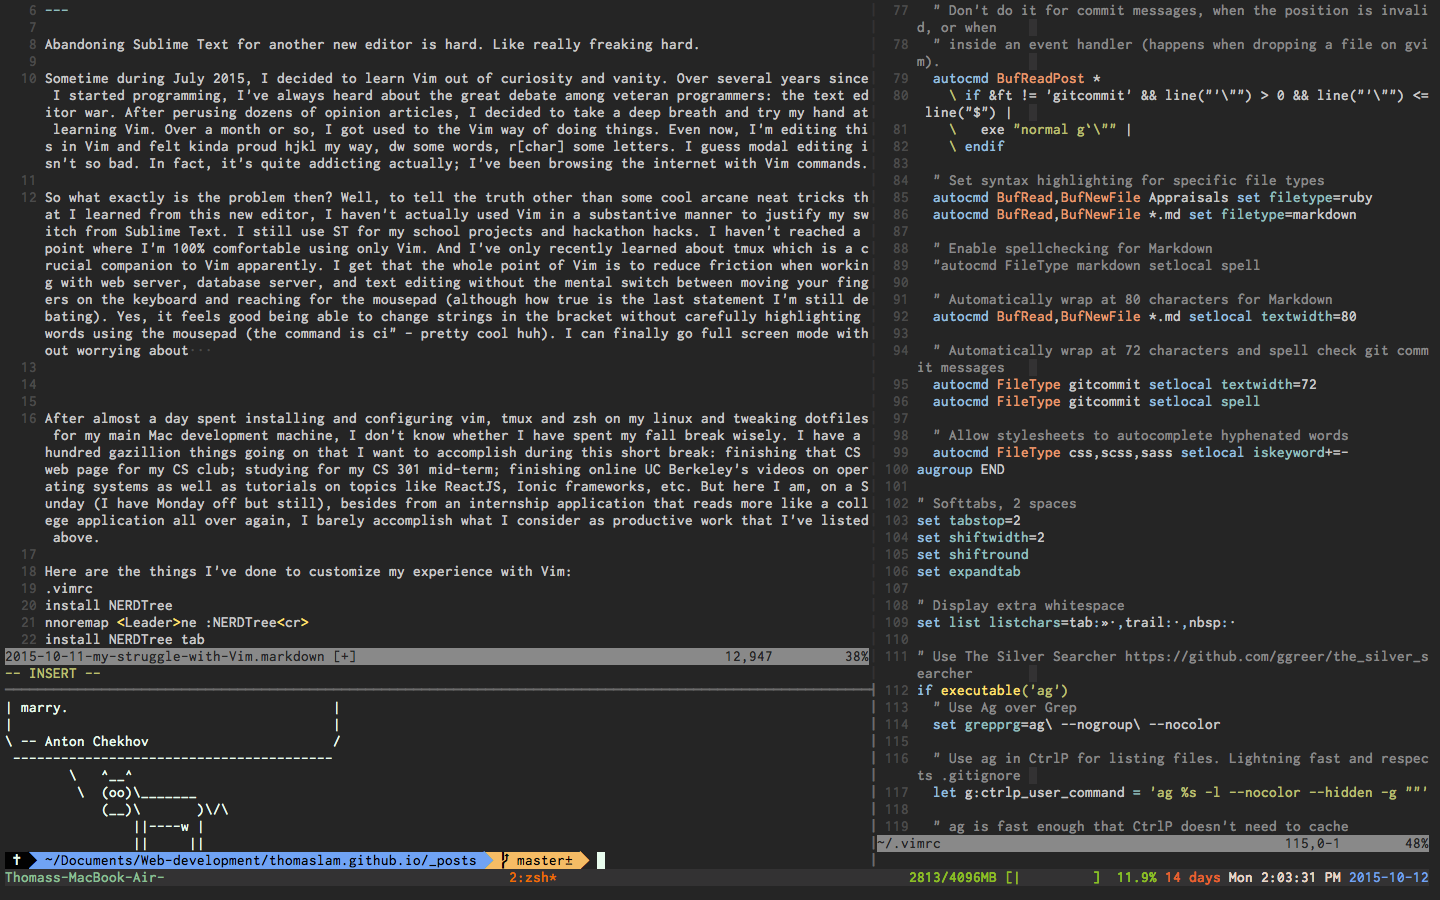 6 ---
7
8 Abandoning Sublime Text for another new editor is hard. Like really freaking hard.
9
10 Sometime during July 2015, I decided to learn Vim out of curiosity and vanity. Over several years since
I started programming, I've always heard about the great debate among veteran programmers: the text ed
itor war. After perusing dozens of opinion articles, I decided to take a deep breath and try my hand at
learning Vim. Over a month or so, I got used to the Vim way of doing things. Even now, I'm editing thi
s in Vim and felt kinda proud hjkl my way, dw some words, r[char] some letters. I guess modal editing i
sn't so bad. In fact, it's quite addicting actually; I've been browsing the internet with Vim commands.
11
12 So what exactly is the problem then? Well, to tell the truth other than some cool arcane neat tricks th
at I learned from this new editor, I haven't actually used Vim in a substantive manner to justify my sw
itch from Sublime Text. I still use ST for my school projects and hackathon hacks. I haven't reached a
point where I'm 100% comfortable using only Vim. And I've only recently learned about tmux which is a c
rucial companion to Vim apparently. I get that the whole point of Vim is to reduce friction when workin
g with web server, database server, and text editing without the mental switch between moving your fing
ers on the keyboard and reaching for the mousepad (although how true is the last statement I'm still de
bating). Yes, it feels good being able to change strings in the bracket without carefully highlighting
words using the mousepad (the command is ci" - pretty cool huh). I can finally go full screen mode with
out worrying about···
13
14
15
16 After almost a day spent installing and configuring vim, tmux and zsh on my linux and tweaking dotfiles
for my main Mac development machine, I don't know whether I have spent my fall break wisely. I have a
hundred gazillion things going on that I want to accomplish during this short break: finishing that CS
web page for my CS club; studying for my CS 301 mid-term; finishing online UC Berkeley's videos on oper
ating systems as well as tutorials on topics like ReactJS, Ionic frameworks, etc. But here I am, on a S
unday (I have Monday off but still), besides from an internship application that reads more like a coll
ege application all over again, I barely accomplish what I consider as productive work that I've listed
above.
17
18 Here are the things I've done to customize my experience with Vim:
19 .vimrc
20 install NERDTree
21 nnoremap <Leader>ne :NERDTree<cr>
22 install NERDTree tab
2015-10-11-my-struggle-with-Vim.markdown [+] 12,947 38%
-- INSERT --
| marry. |
| |
\ -- Anton Chekhov /
----------------------------------------
\ ^__^
\ (oo)\_______
(__)\ )\/\
||----w |
|| ||
† ~/Documents/Web-development/thomaslam.github.io/_posts master±
77 " Don't do it for commit messages, when the position is invali
d, or when
78 " inside an event handler (happens when dropping a file on gvi
m).
79 autocmd BufReadPost *
80 \ if &ft != 'gitcommit' && line("'\"") > 0 && line("'\"") <=
line("$") |
81 \ exe "normal g`\"" |
82 \ endif
83
84 " Set syntax highlighting for specific file types
85 autocmd BufRead,BufNewFile Appraisals set filetype=ruby
86 autocmd BufRead,BufNewFile *.md set filetype=markdown
87
88 " Enable spellchecking for Markdown
89 "autocmd FileType markdown setlocal spell
90
91 " Automatically wrap at 80 characters for Markdown
92 autocmd BufRead,BufNewFile *.md setlocal textwidth=80
93
94 " Automatically wrap at 72 characters and spell check git comm
it messages
95 autocmd FileType gitcommit setlocal textwidth=72
96 autocmd FileType gitcommit setlocal spell
97
98 " Allow stylesheets to autocomplete hyphenated words
99 autocmd FileType css,scss,sass setlocal iskeyword+=-
100 augroup END
101
102 " Softtabs, 2 spaces
103 set tabstop=2
104 set shiftwidth=2
105 set shiftround
106 set expandtab
107
108 " Display extra whitespace
109 set list listchars=tab:»·,trail:·,nbsp:·
110
111 " Use The Silver Searcher https://github.com/ggreer/the_silver_s
earcher
112 if executable('ag')
113 " Use Ag over Grep
114 set grepprg=ag\ --nogroup\ --nocolor
115
116 " Use ag in CtrlP for listing files. Lightning fast and respec
ts .gitignore
117 let g:ctrlp_user_command = 'ag %s -l --nocolor --hidden -g ""'
118
119 " ag is fast enough that CtrlP doesn't need to cache
~/.vimrc 115,0-1 48%
Thomass-MacBook-Air- 2:zsh* 2813/4096MB [| ] 11.9% 14 days Mon 2:03:31 PM 2015-10-12